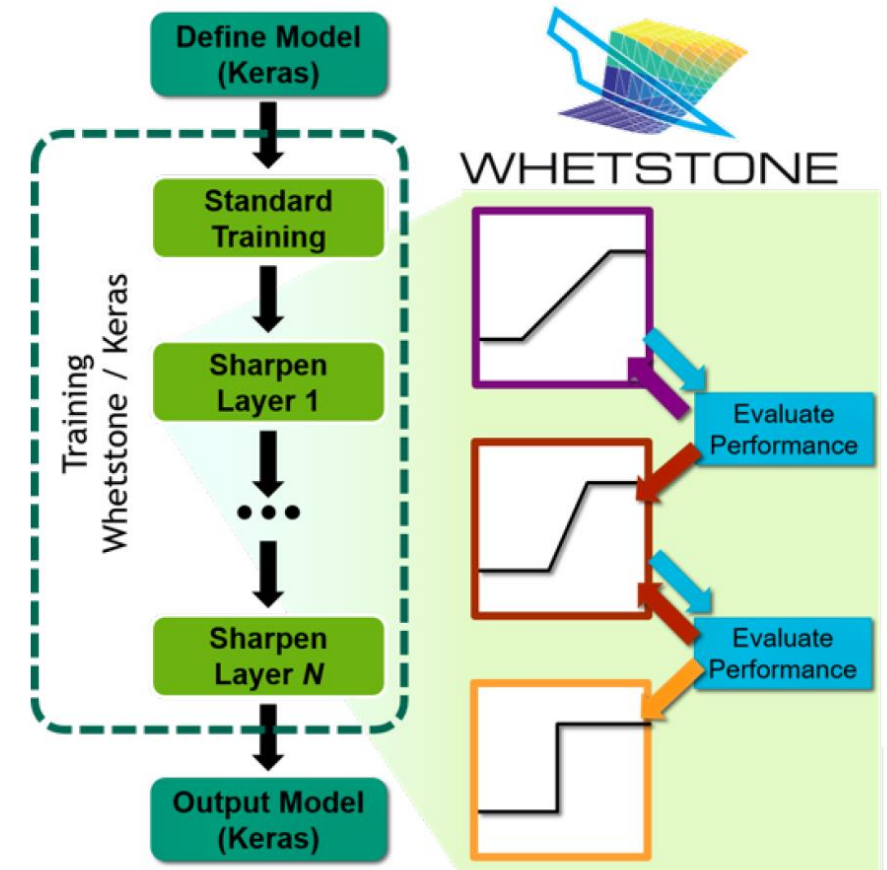 Define Model
(Keras)
WHETSTONE
Training
Whetstone / Keras
Standard
Training
Sharpen
Layer 1
Sharpen
Layer N
Output Model
(Keras)
Evaluate
Performance
Evaluate
Performance